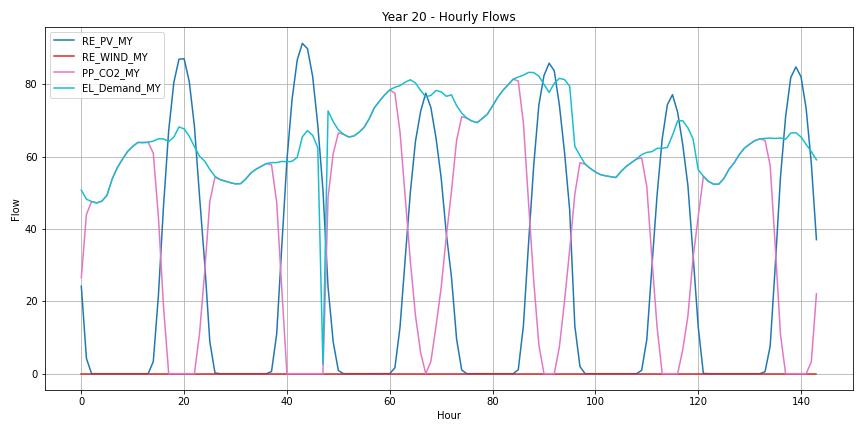 Year 20 - Hourly Flows
RE_PV_MY
RE_WIND_MY
PP_CO2_MY
EL_Demand_MY
80
60
40
20
0
Flow
0 20 40 60 80 100 120 140
Hour